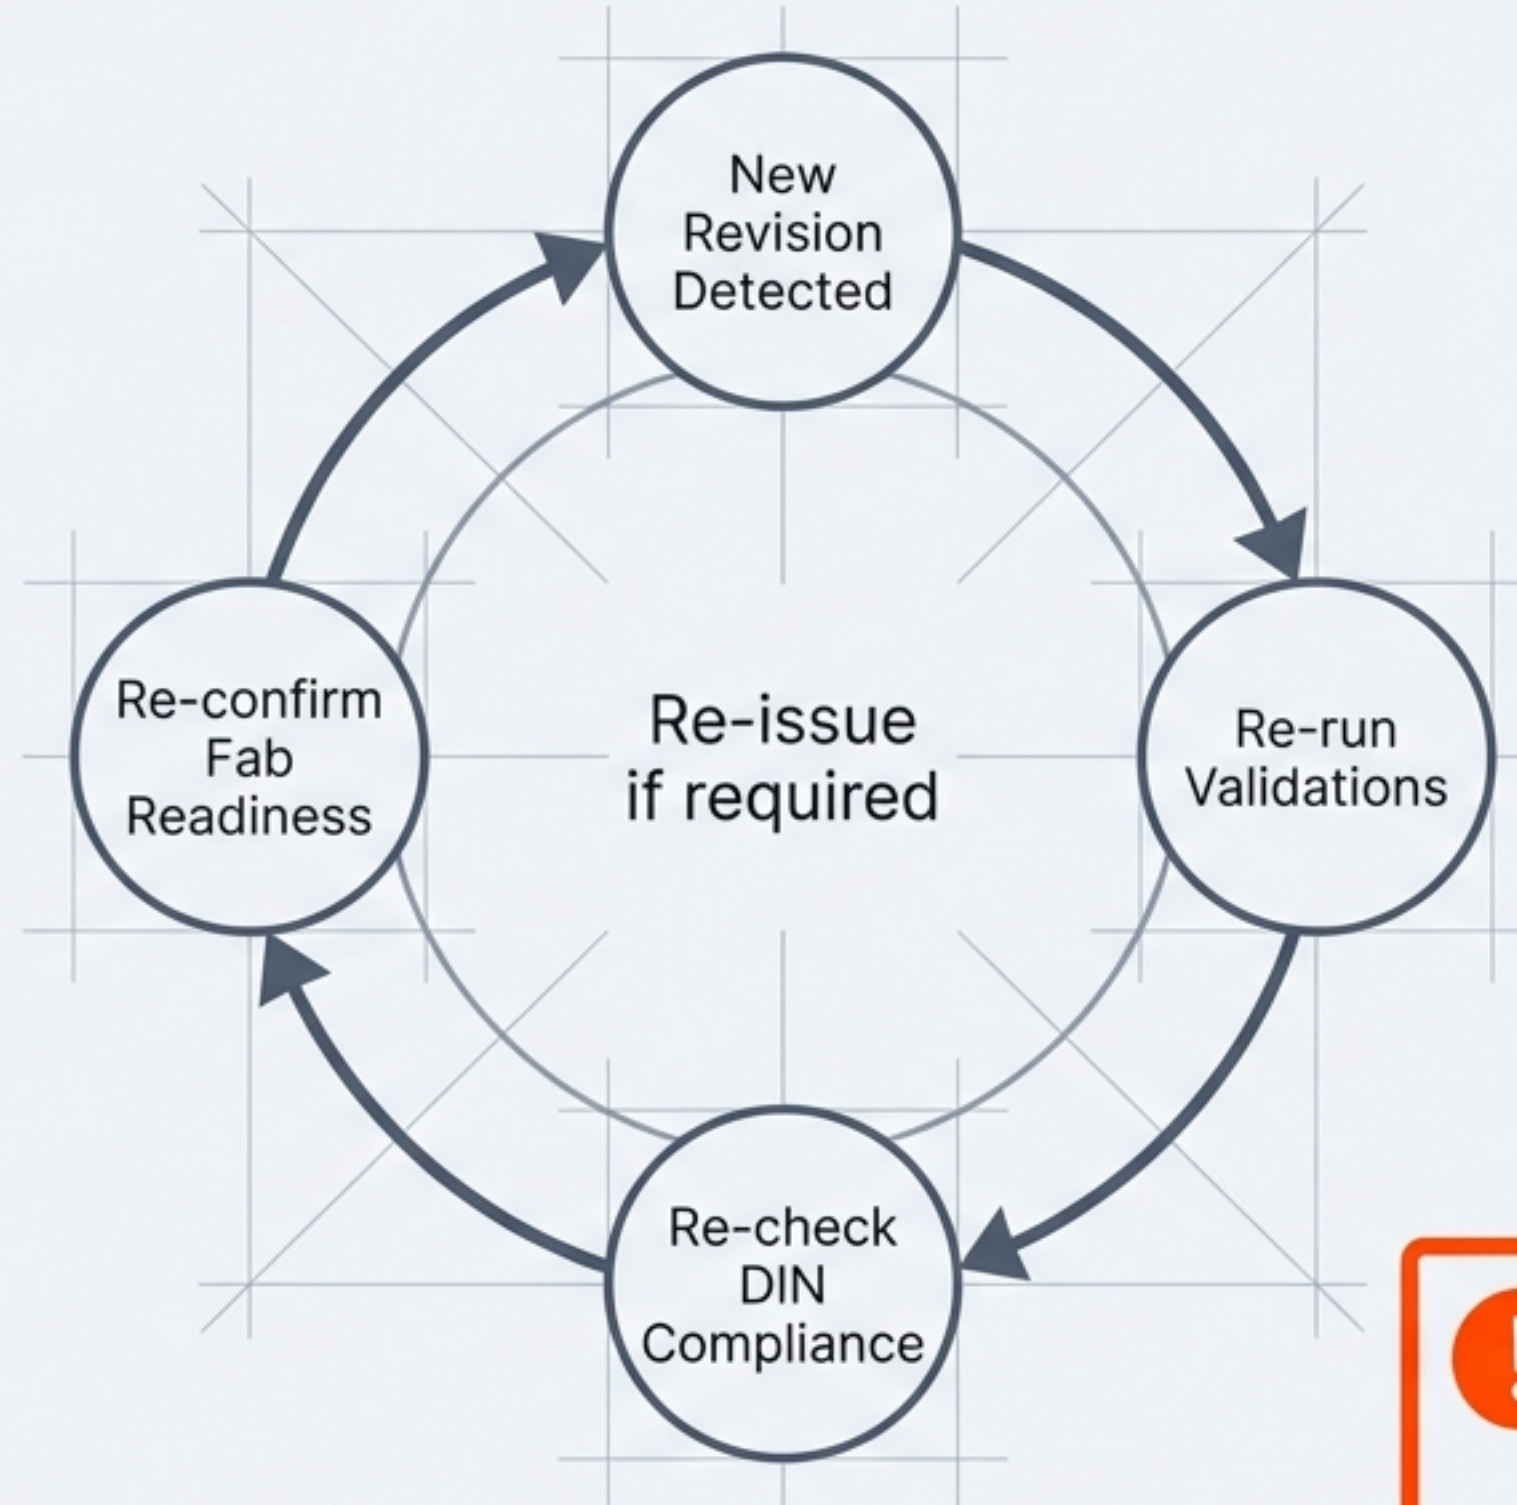 New
Revision
Detected
Re-run
Validations
Re-check
DIN
Compliance
Re-confirm
Fab
Readiness
Re-issue
if required